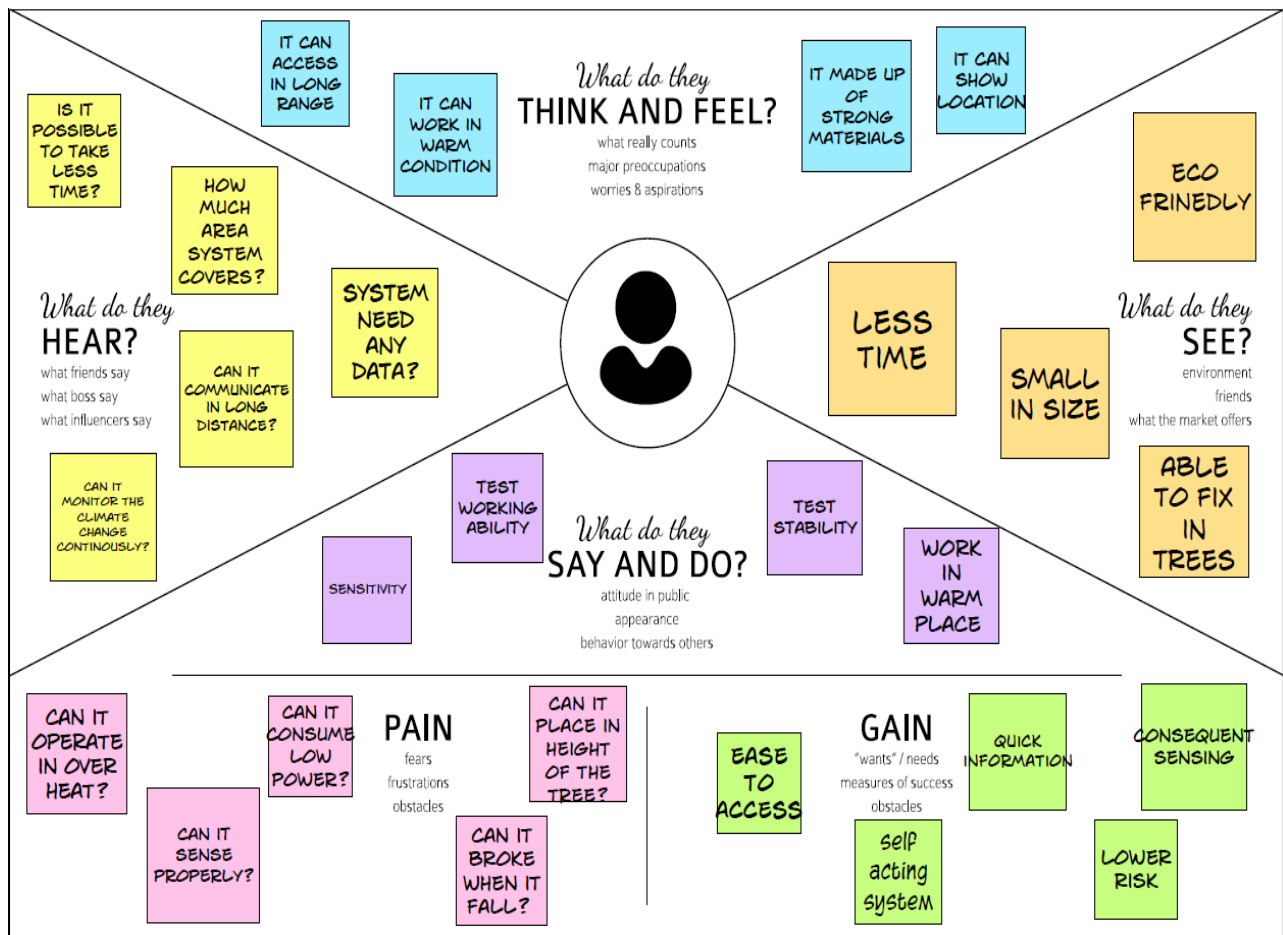 What do they
THINK AND FEEL?
what really counts
major preoccupations
worries & aspirations
IT CAN
ACCESS
IN LONG
RANGE
IT CAN
WORK IN
WARM
CONDITION
IT MADE UP
OF
STRONG
MATERIALS
IT CAN
SHOW
LOCATION
What do they
HEAR?
what friends say
what boss say
what influencers say
IS IT
POSSIBLE
TO TAKE
LESS
TIME?
HOW
MUCH
AREA
SYSTEM
COVERS?
SYSTEM
NEED
ANY
DATA?
CAN IT
COMMUNICATE
IN LONG
DISTANCE?
CAN IT
MONITOR THE
CLIMATE
CHANGE
CONTINOUSLY?
What do they
SEE?
environment
friends
what the market offers
ECO
FRINEDLY
LESS
TIME
SMALL
IN SIZE
ABLE
TO FIX
IN
TREES
What do they
SAY AND DO?
attitude in public
appearance
behavior towards others
TEST
WORKING
ABILITY
SENSITIVITY
TEST
STABILITY
WORK
IN
WARM
PLACE
PAIN
fears
frustrations
obstacles
CAN IT
OPERATE
IN OVER
HEAT?
CAN IT
CONSUME
LOW
POWER?
CAN IT
PLACE IN
HEIGHT
OF THE
TREE?
CAN IT
SENSE
PROPERLY?
CAN IT
BROKE
WHEN IT
FALL?
GAIN
"wants" / needs
measures of success
obstacles
EASE
TO
ACCESS
QUICK
INFORMATION
CONSEQUENT
SENSING
self
acting
system
LOWER
RISK